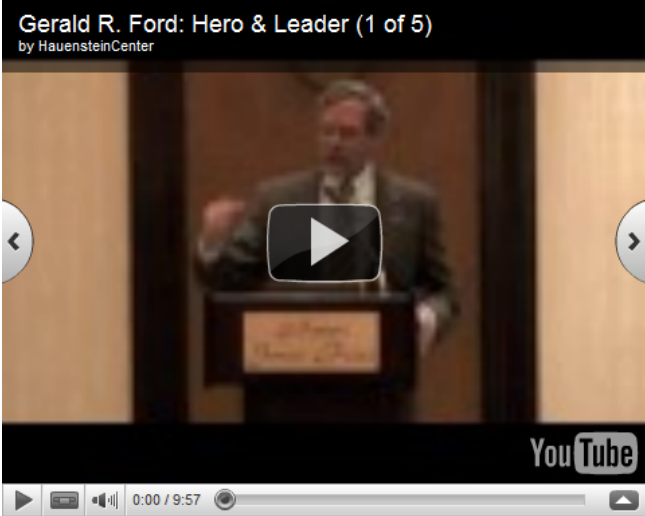 Gerald R. Ford: Hero & Leader (1 of 5)
by HauensteinCenter
YouTube
0:00 / 9:57